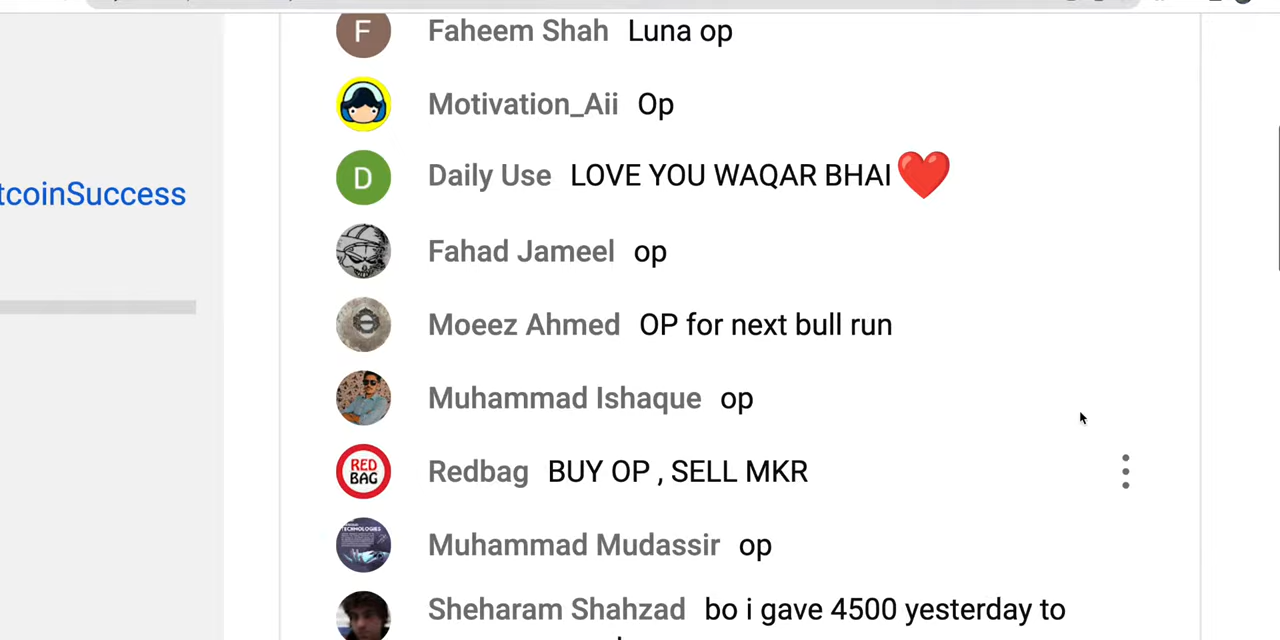 F Faheem Shah Luna op
Motivation_Aii Op
tcoinSuccess
D Daily Use LOVE YOU WAQAR BHAI ❤️
Fahad Jameel op
Moeez Ahmed OP for next bull run
Muhammad Ishaque op
RED BAG Redbag BUY OP , SELL MKR
Muhammad Mudassir op
Sheharam Shahzad bo i gave 4500 yesterday to